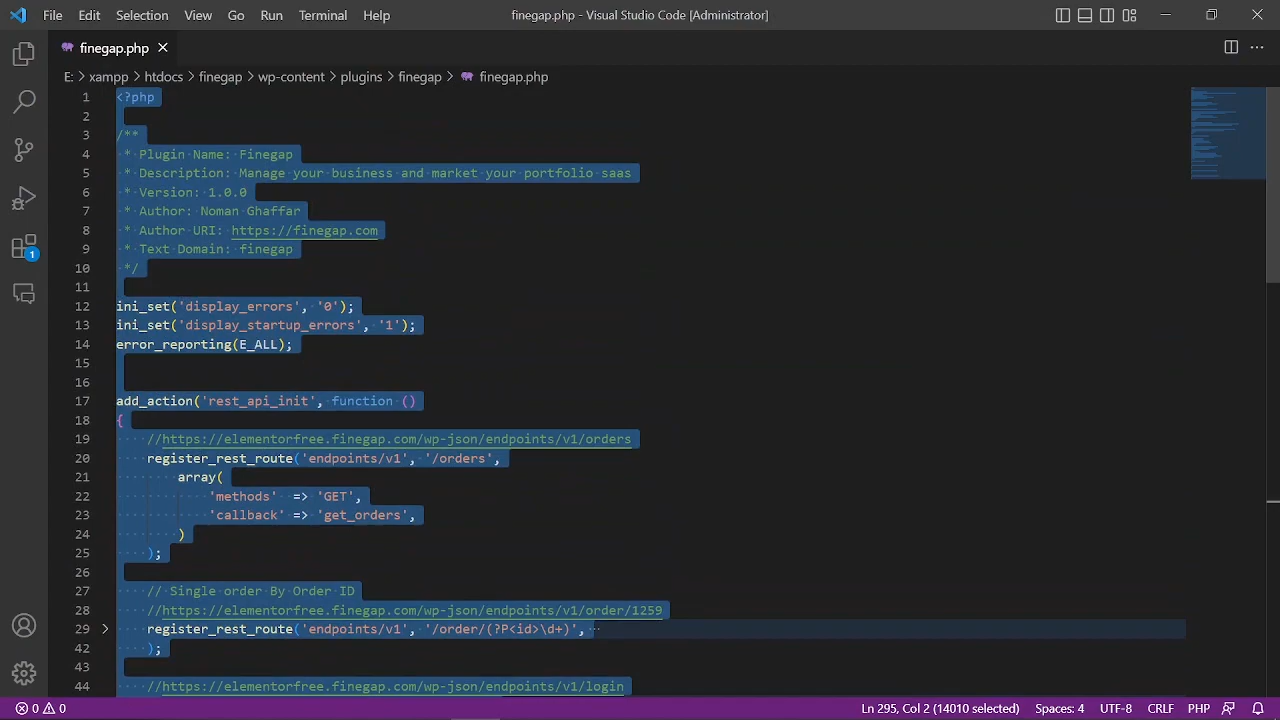 File Edit Selection View Go Run Terminal Help finegap.php - Visual Studio Code [Administrator]
finegap.php
E: > xampp > htdocs > finegap > wp-content > plugins > finegap > finegap.php
1 <?php
2
3 /**
4 * Plugin Name: Finegap
5 * Description: Manage your business and market your portfolio saas
6 * Version: 1.0.0
7 * Author: Noman Ghaffar
8 * Author URI: https://finegap.com
9 * Text Domain: finegap
10 */
11
12 ini_set('display_errors', '0');
13 ini_set('display_startup_errors', '1');
14 error_reporting(E_ALL);
15
16
17 add_action('rest_api_init', function ()
18 {
19 //https://elementorfree.finegap.com/wp-json/endpoints/v1/orders
20 register_rest_route('endpoints/v1', '/orders',
21 array(
22 'methods' => 'GET',
23 'callback' => 'get_orders',
24 )
25 );
26
27 // Single order By Order ID
28 //https://elementorfree.finegap.com/wp-json/endpoints/v1/order/1259
29 register_rest_route('endpoints/v1', '/order/(?P<id>\d+)', ...
42 );
43
44 //https://elementorfree.finegap.com/wp-json/endpoints/v1/login
1
0 0 Ln 295, Col 2 (14010 selected) Spaces: 4 UTF-8 CRLF PHP